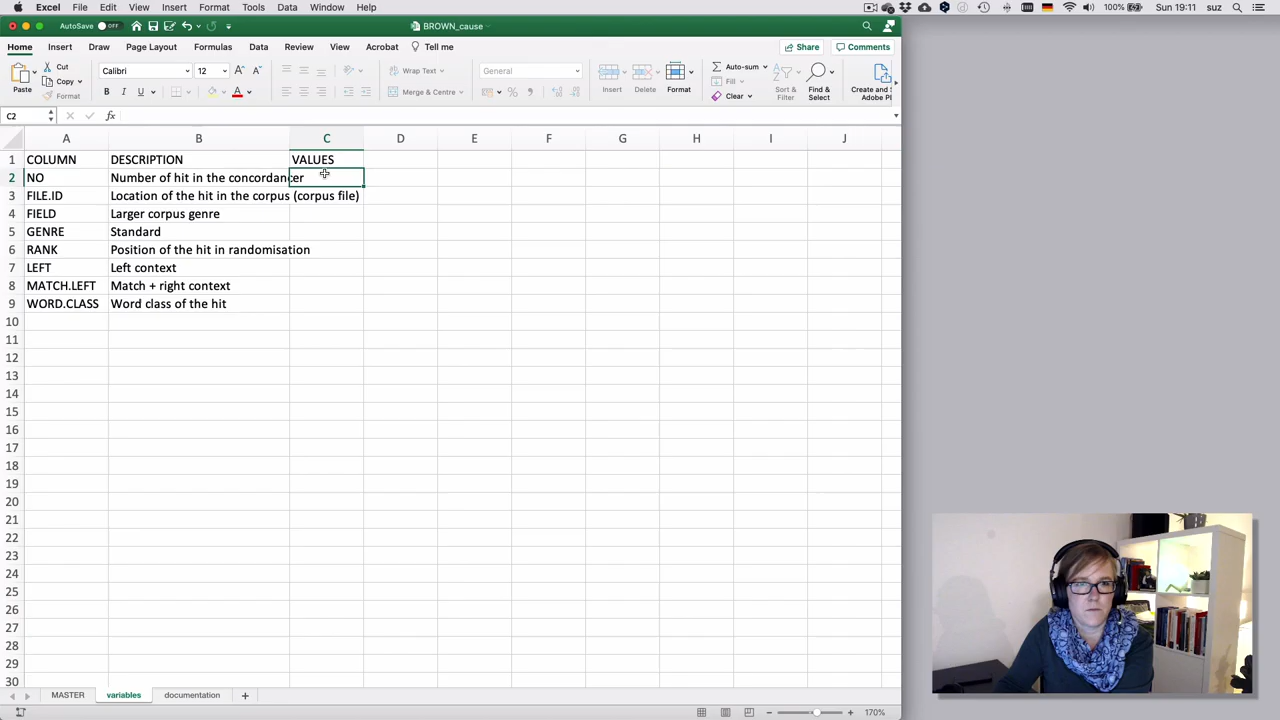 Excel File Edit View Insert Format Tools Data Window Help 100% Sun 19:11 suz
AutoSave OFF BROWN_cause
Home Insert Draw Page Layout Formulas Data Review View Acrobat Tell me Share Comments
Paste Cut Copy Format Calibri 12 Wrap Text Merge & Centre General Insert Delete Format Auto-sum Fill Clear Sort & Filter Find & Select Create and Share Adobe PDF
C2 fx
A B C D E F G H I J
1 COLUMN DESCRIPTION VALUES
2 NO Number of hit in the concordancer
3 FILE.ID Location of the hit in the corpus (corpus file)
4 FIELD Larger corpus genre
5 GENRE Standard
6 RANK Position of the hit in randomisation
7 LEFT Left context
8 MATCH.LEFT Match + right context
9 WORD.CLASS Word class of the hit
10
11
12
13
14
15
16
17
18
19
20
21
22
23
24
25
26
27
28
29
30
MASTER variables documentation
170%